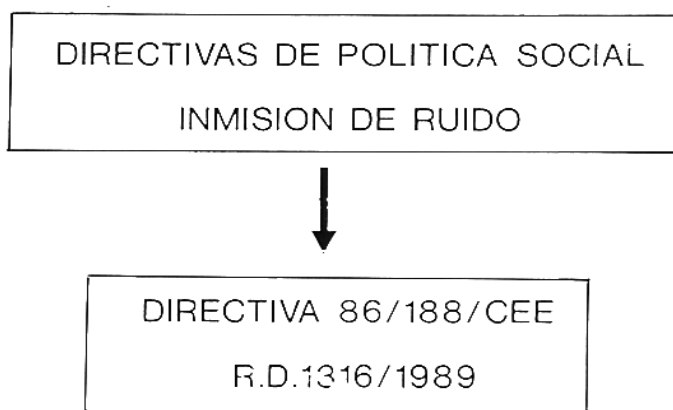 DIRECTIVAS DE POLITICA SOCIAL
INMISION DE RUIDO
DIRECTIVA 86/188/CEE
R.D.1316/1989